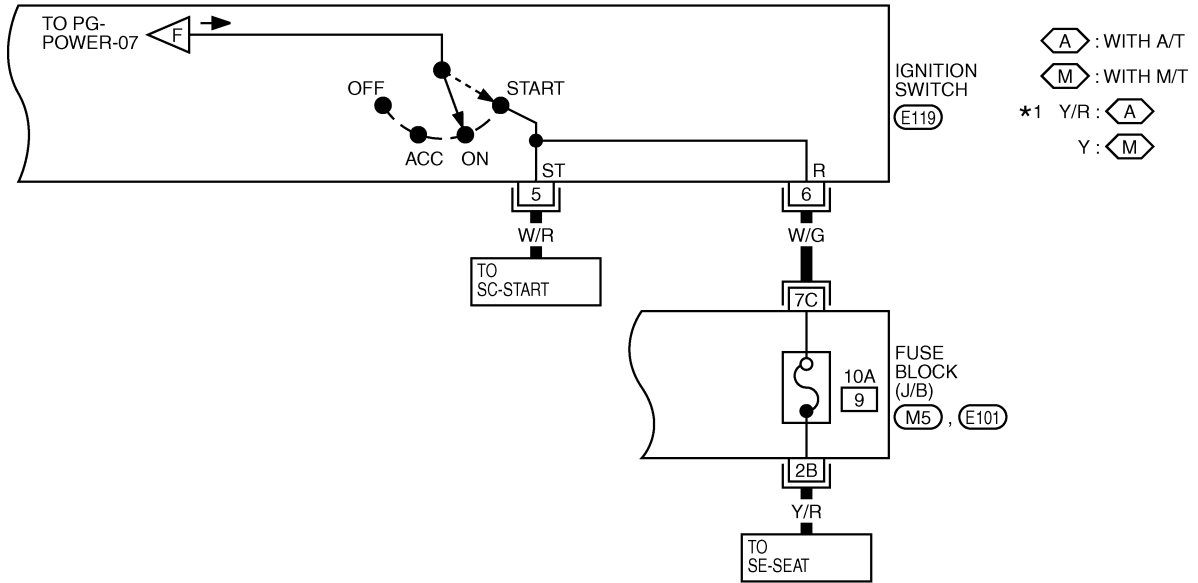 TO PG-
POWER-07
F
OFF
START
ACC
ON
IGNITION
SWITCH
E119
A : WITH A/T
M : WITH M/T
*1 Y/R : A
Y : M
ST
R
5
6
W/R
W/G
TO
SC-START
7C
10A
9
FUSE
BLOCK
(J/B)
M5 , E101
2B
Y/R
TO
SE-SEAT